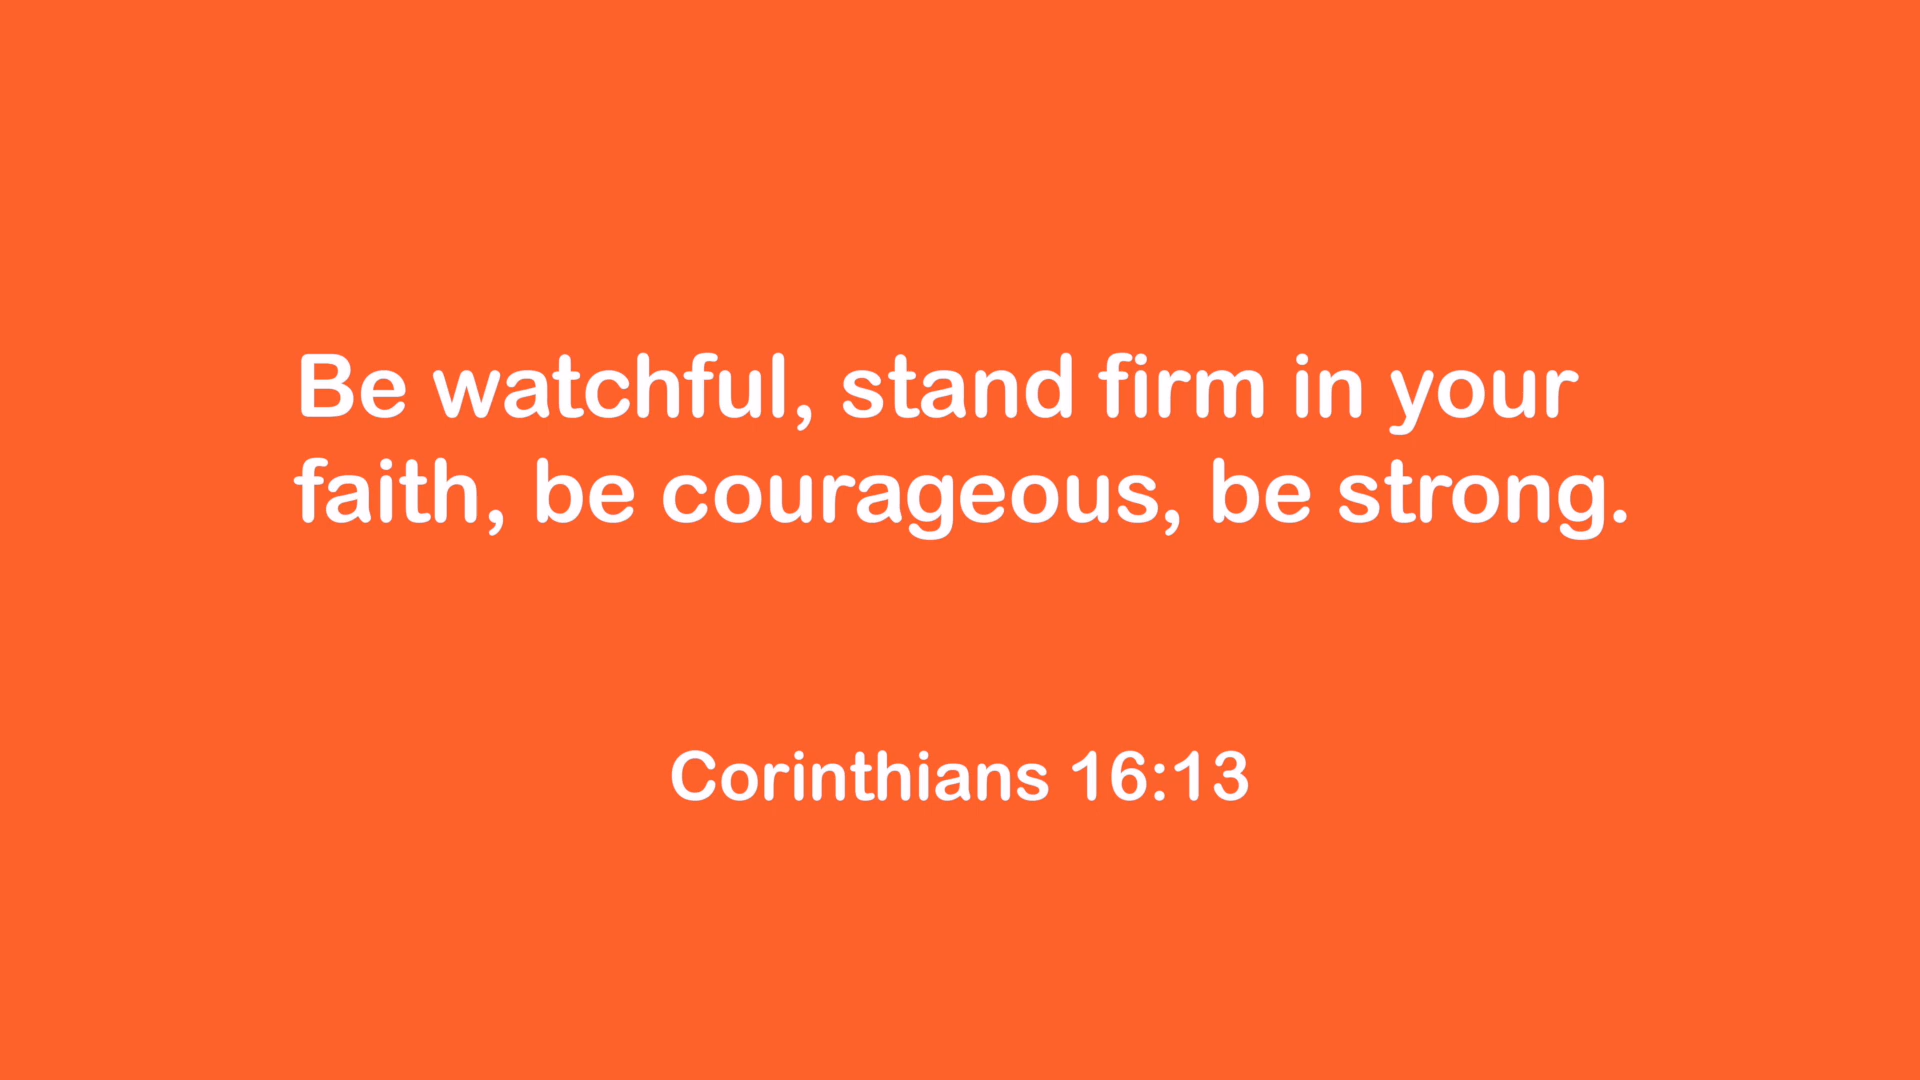 Be watchful, stand firm in your
faith, be courageous, be strong.
Corinthians 16:13